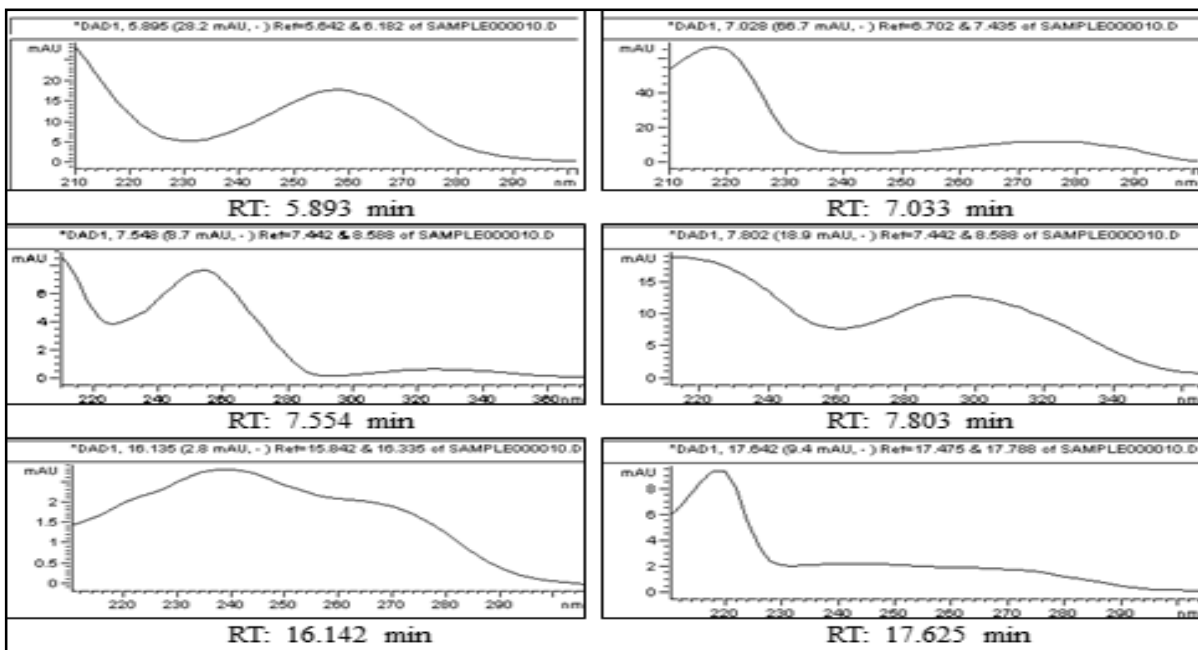 *DAD1, 5.895 (28.2 mAU, - ) Ref=5.642 & 6.182 of SAMPLE000010.D
mAU
20
15
10
5
0
210 220 230 240 250 260 270 280 290 nm
RT: 5.893 min
*DAD1, 7.028 (66.7 mAU, - ) Ref=6.702 & 7.435 of SAMPLE000010.D
mAU
40
20
0
210 220 230 240 250 260 270 280 290 nm
RT: 7.033 min
*DAD1, 7.548 (8.7 mAU, - ) Ref=7.442 & 8.588 of SAMPLE000010.D
mAU
6
4
2
0
220 240 260 280 300 320 340 360 nm
RT: 7.554 min
*DAD1, 7.802 (18.9 mAU, - ) Ref=7.442 & 8.588 of SAMPLE000010.D
mAU
15
10
5
0
220 240 260 280 300 320 340 nm
RT: 7.803 min
*DAD1, 16.135 (2.8 mAU, - ) Ref=15.842 & 16.335 of SAMPLE000010.D
mAU
2
1.5
1
0.5
0
220 230 240 250 260 270 280 290 nm
RT: 16.142 min
*DAD1, 17.642 (9.4 mAU, - ) Ref=17.475 & 17.788 of SAMPLE000010.D
mAU
8
6
4
2
0
220 230 240 250 260 270 280 290 nm
RT: 17.625 min